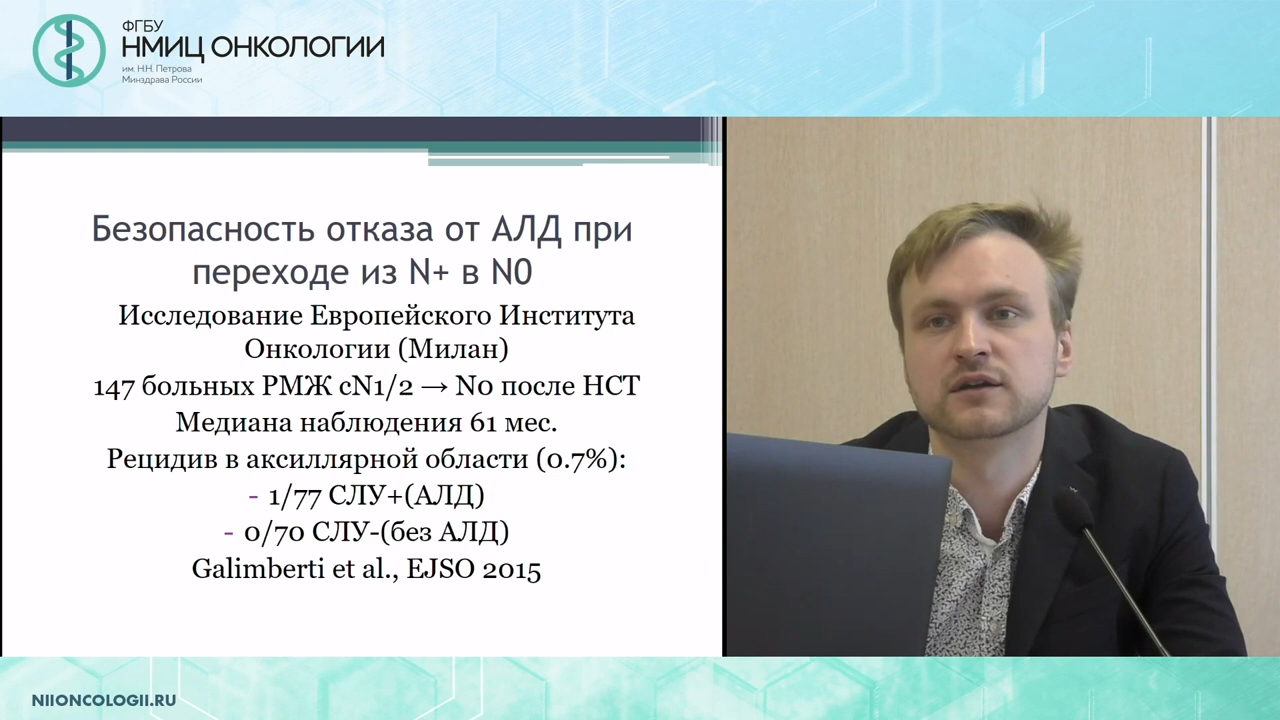 ФГБУ
НМИЦ ОНКОЛОГИИ
им. Н.Н. Петрова
Минздрава России
Безопасность отказа от АЛД при
переходе из N+ в N0
Исследование Европейского Института
Онкологии (Милан)
147 больных РМЖ cN1/2 → N0 после НСТ
Медиана наблюдения 61 мес.
Рецидив в аксиллярной области (0.7%):
- 1/77 СЛУ+(АЛД)
- 0/70 СЛУ-(без АЛД)
Galimberti et al., EJSO 2015
NIIONCOLOGII.RU